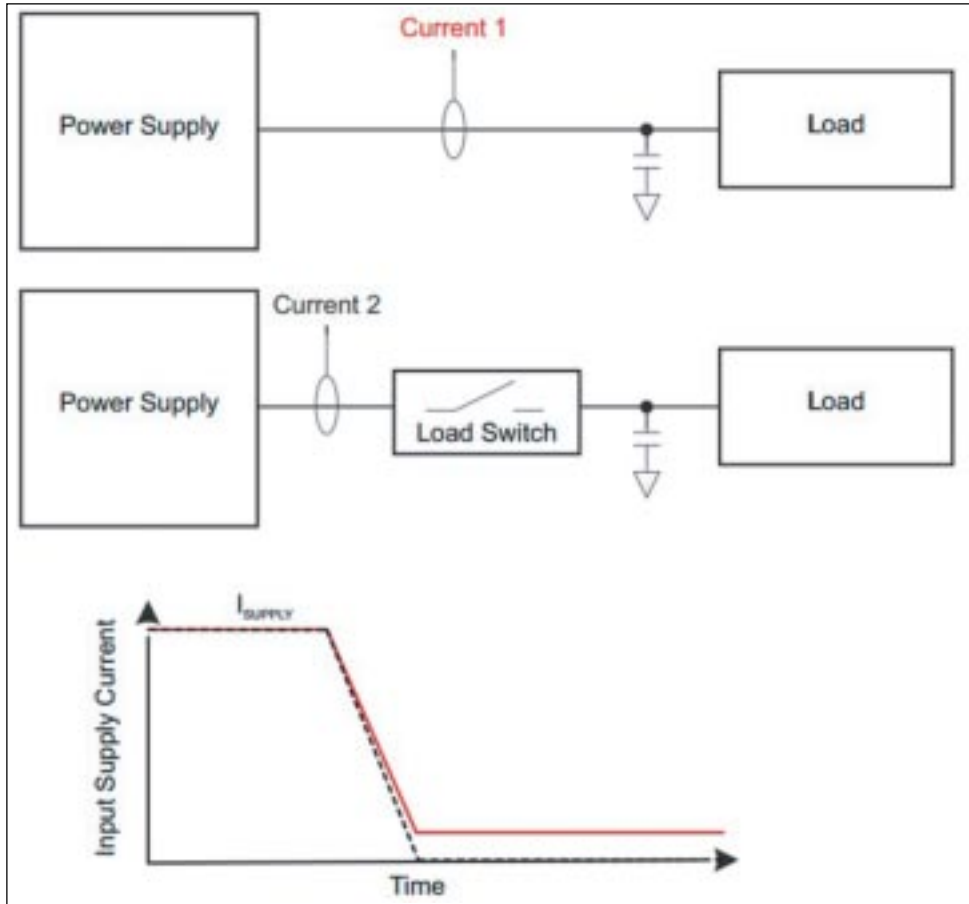 Current 1
Power Supply
Load
Current 2
Power Supply
Load Switch
Load
ISUPPLY
Input Supply Current
Time